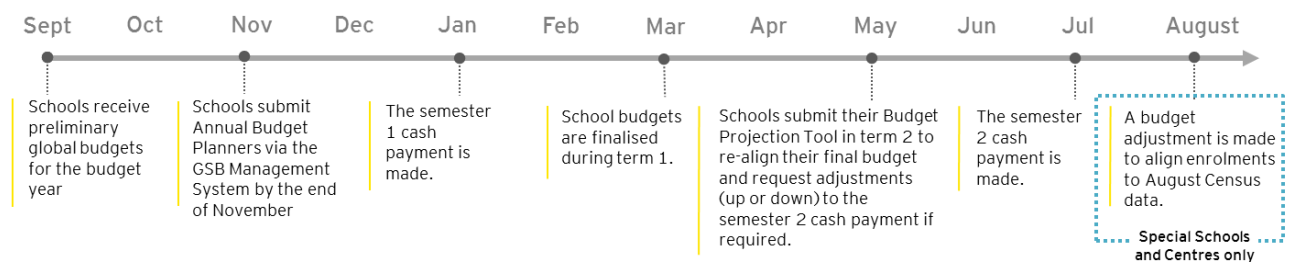 Sept Oct Nov Dec Jan Feb Mar Apr May Jun Jul August
Schools receive
preliminary
global budgets
for the budget
year
Schools submit
Annual Budget
Planners via the
GSB Management
System by the end
of November
The semester
1 cash
payment is
made.
School budgets
are finalised
during term 1.
Schools submit their Budget
Projection Tool in term 2 to
re-align their final budget
and request adjustments
(up or down) to the
semester 2 cash payment if
required.
The semester
2 cash
payment is
made.
A budget
adjustment is made
to align enrolments
to August Census
data.
Special Schools
and Centres only